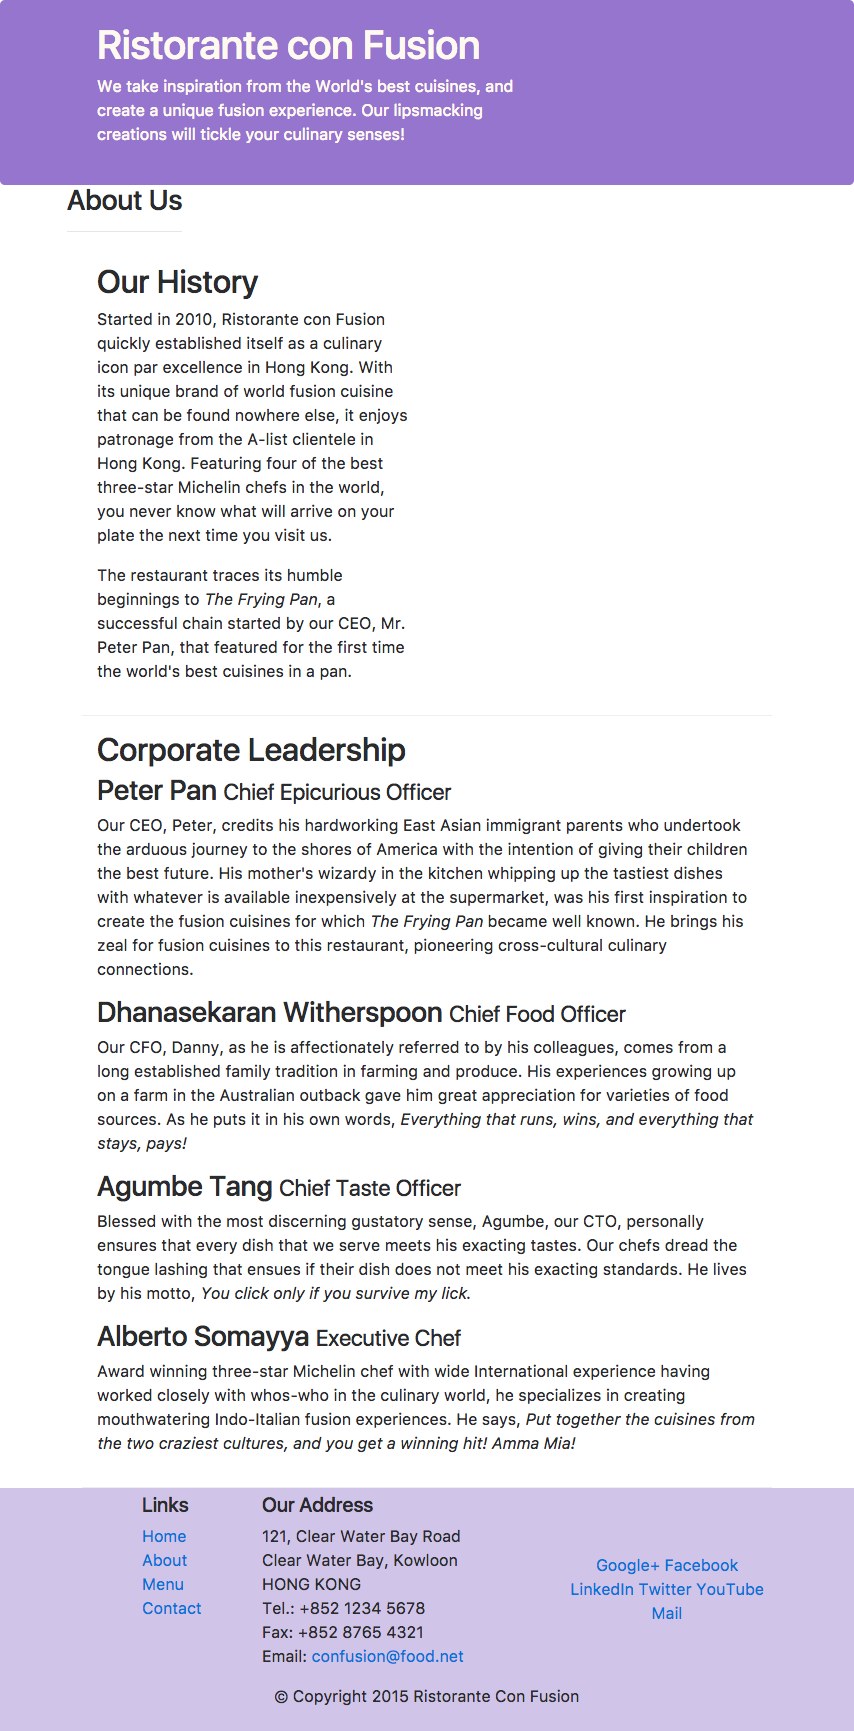 Ristorante con Fusion
We take inspiration from the World's best cuisines, and
create a unique fusion experience. Our lipsmacking
creations will tickle your culinary senses!
About Us
Our History
Started in 2010, Ristorante con Fusion
quickly established itself as a culinary
icon par excellence in Hong Kong. With
its unique brand of world fusion cuisine
that can be found nowhere else, it enjoys
patronage from the A-list clientele in
Hong Kong. Featuring four of the best
three-star Michelin chefs in the world,
you never know what will arrive on your
plate the next time you visit us.
The restaurant traces its humble
beginnings to The Frying Pan, a
successful chain started by our CEO, Mr.
Peter Pan, that featured for the first time
the world's best cuisines in a pan.
Corporate Leadership
Peter Pan Chief Epicurious Officer
Our CEO, Peter, credits his hardworking East Asian immigrant parents who undertook
the arduous journey to the shores of America with the intention of giving their children
the best future. His mother's wizardy in the kitchen whipping up the tastiest dishes
with whatever is available inexpensively at the supermarket, was his first inspiration to
create the fusion cuisines for which The Frying Pan became well known. He brings his
zeal for fusion cuisines to this restaurant, pioneering cross-cultural culinary
connections.
Dhanasekaran Witherspoon Chief Food Officer
Our CFO, Danny, as he is affectionately referred to by his colleagues, comes from a
long established family tradition in farming and produce. His experiences growing up
on a farm in the Australian outback gave him great appreciation for varieties of food
sources. As he puts it in his own words, Everything that runs, wins, and everything that
stays, pays!
Agumbe Tang Chief Taste Officer
Blessed with the most discerning gustatory sense, Agumbe, our CTO, personally
ensures that every dish that we serve meets his exacting tastes. Our chefs dread the
tongue lashing that ensues if their dish does not meet his exacting standards. He lives
by his motto, You click only if you survive my lick.
Alberto Somayya Executive Chef
Award winning three-star Michelin chef with wide International experience having
worked closely with whos-who in the culinary world, he specializes in creating
mouthwatering Indo-Italian fusion experiences. He says, Put together the cuisines from
the two craziest cultures, and you get a winning hit! Amma Mia!
Links
Home
About
Menu
Contact
Our Address
121, Clear Water Bay Road
Clear Water Bay, Kowloon
HONG KONG
Tel.: +852 1234 5678
Fax: +852 8765 4321
Email: confusion@food.net
Google+ Facebook
LinkedIn Twitter YouTube
Mail
© Copyright 2015 Ristorante Con Fusion